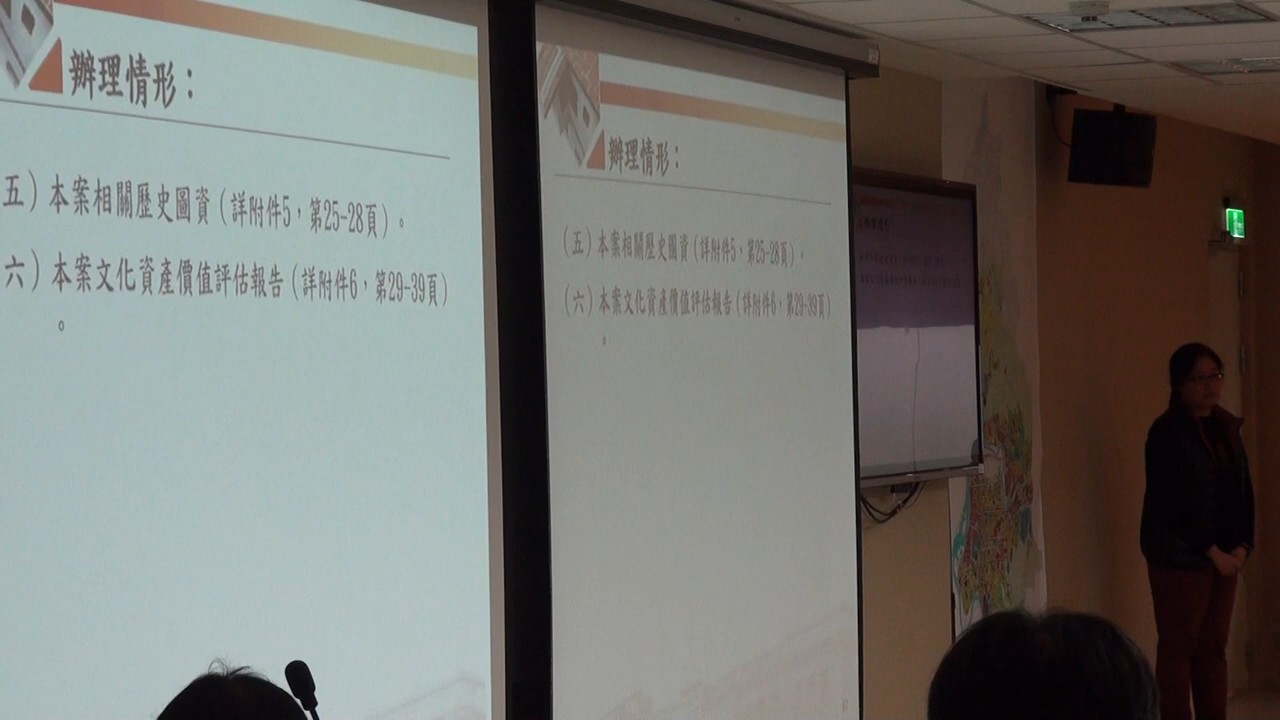 辦理情形：
五）本案相關歷史圖資（詳附件5，第25-28頁）。
六）本案文化資產價值評估報告（詳附件6，第29-39頁）
。
辦理情形：
（五）本案相關歷史圖資（詳附件5，第25-28頁）。
（六）本案文化資產價值評估報告（詳附件6，第29-39頁）
。